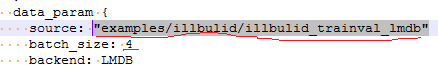 data_param {
source: "examples/illbulid/illbulid_trainval_lmdb"
batch_size: 4
backend: LMDB